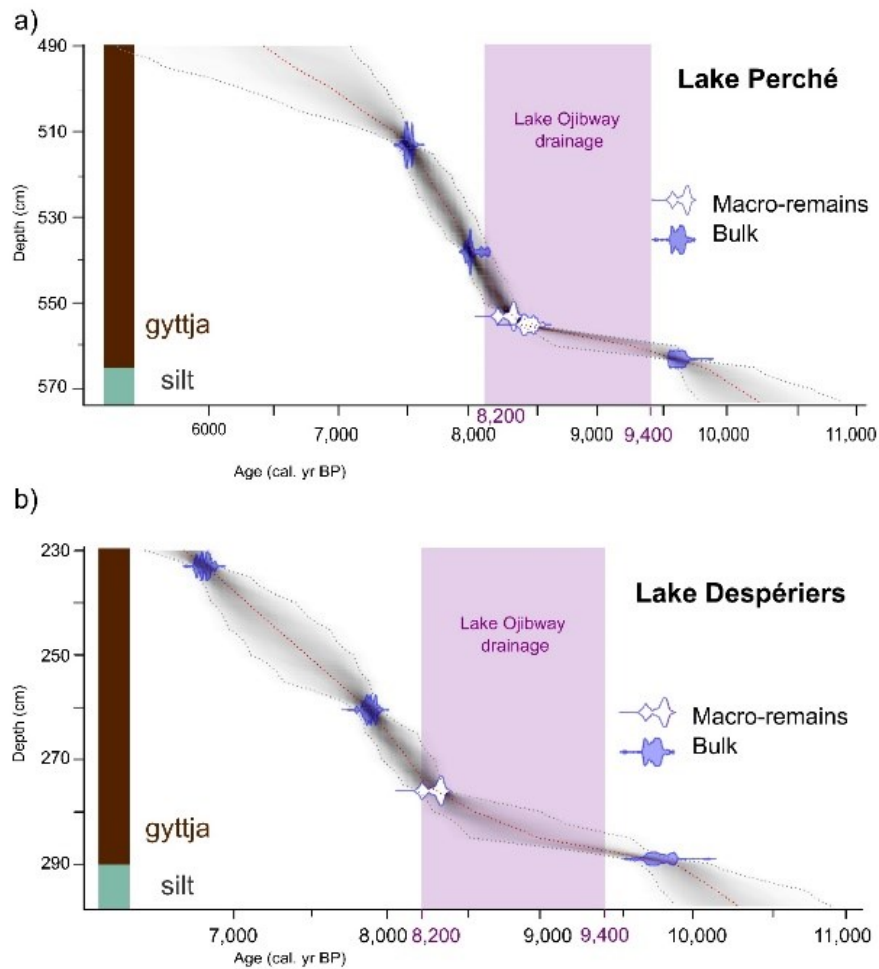 a)
490
510
530
550
570
Depth (cm)
gyttja
silt
Lake Ojibway
drainage
Lake Perché
Macro-remains
Bulk
6000
7,000
8,000
8,200
9,000
9,400
10,000
11,000
Age (cal. yr BP)
b)
230
250
270
290
Depth (cm)
gyttja
silt
Lake Ojibway
drainage
Lake Despériers
Macro-remains
Bulk
7,000
8,000
8,200
9,000
9,400
10,000
11,000
Age (cal. yr BP)